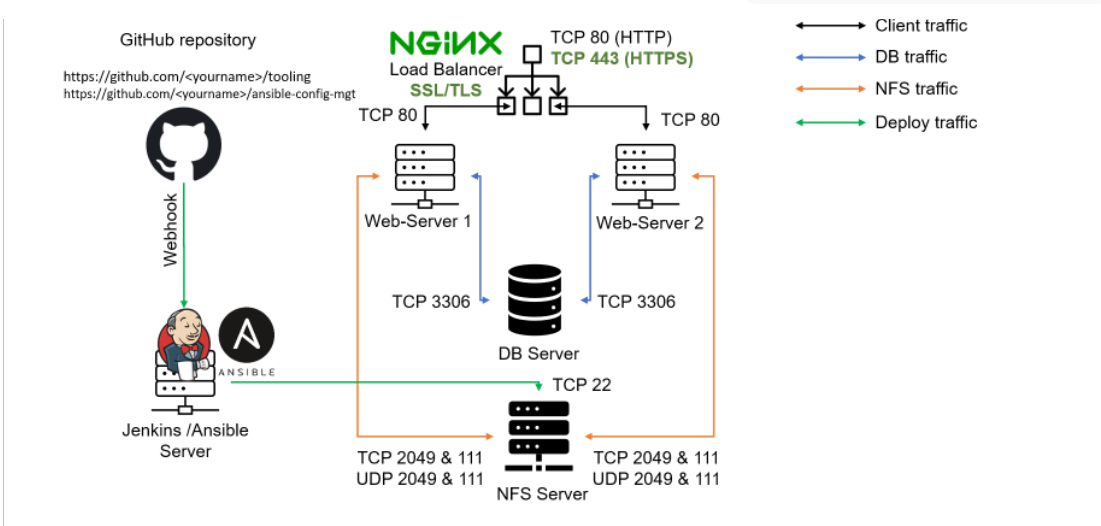 GitHub repository
https://github.com/<yourname>/tooling
https://github.com/<yourname>/ansible-config-mgt
Webhook
ANSIBLE
Jenkins /Ansible
Server
NGiNX
Load Balancer
SSL/TLS
TCP 80 (HTTP)
TCP 443 (HTTPS)
TCP 80
TCP 80
Web-Server 1
Web-Server 2
TCP 3306
TCP 3306
DB Server
TCP 22
TCP 2049 & 111
UDP 2049 & 111
TCP 2049 & 111
UDP 2049 & 111
NFS Server
Client traffic
DB traffic
NFS traffic
Deploy traffic